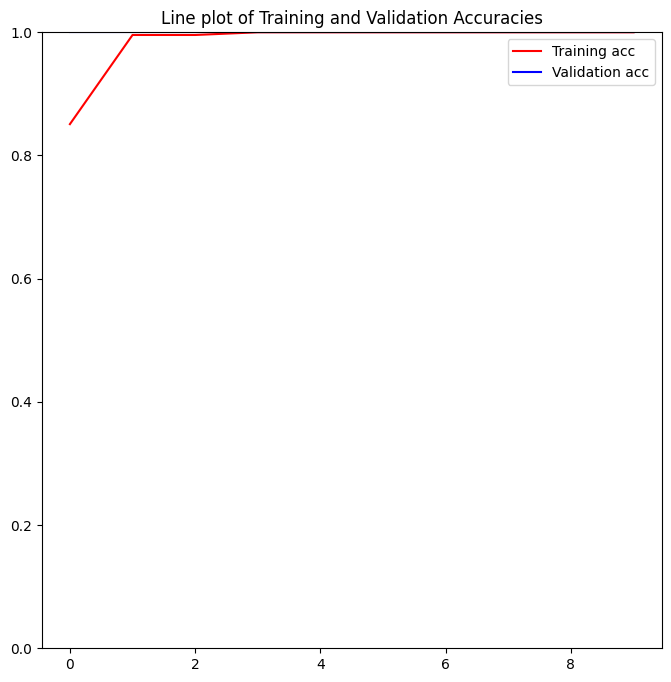 Line plot of Training and Validation Accuracies
1.0
Training acc
Validation acc
0.8
0.6
0.4
0.2
0.0
0 2 4 6 8